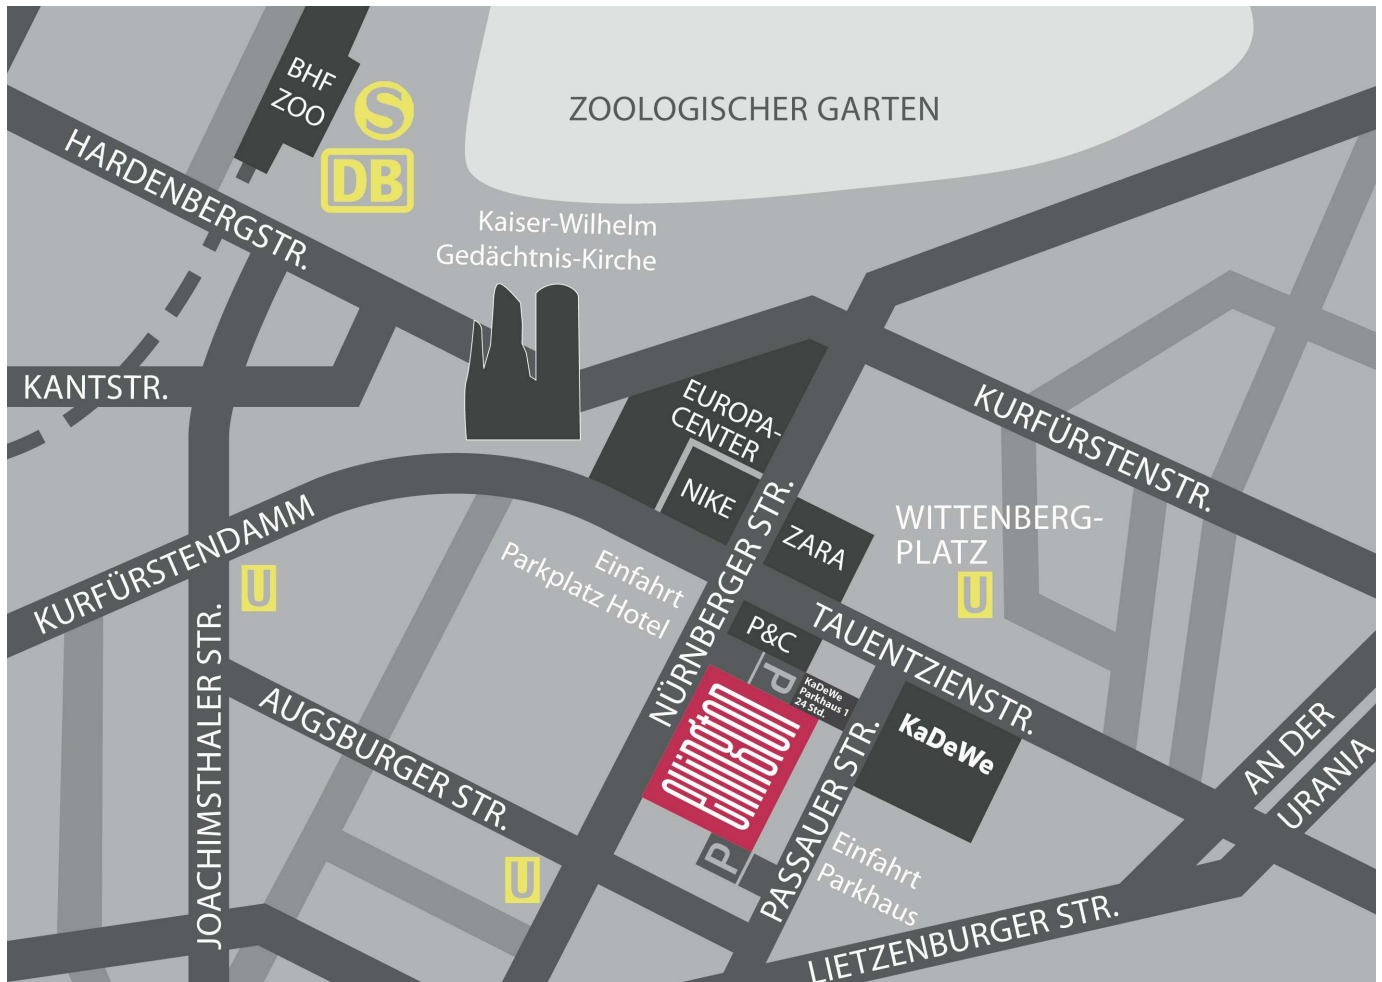 BHF
ZOO
S
DB
ZOOLOGISCHER GARTEN
HARDENBERGSTR.
Kaiser-Wilhelm
Gedächtnis-Kirche
KANTSTR.
EUROPA-
CENTER
NIKE
KURFÜRSTENSTR.
ZARA
WITTENBERG-
PLATZ
U
KURFÜRSTENDAMM
U
Einfahrt
Parkplatz Hotel
NÜRNBERGER STR.
P&C
TAUENTZIENSTR.
P
KaDeWe
Parkhaus 1
24 Std.
ellington
KaDeWe
JOACHIMSTHALER STR.
AUGSBURGER STR.
U
P
PASSAUER STR.
Einfahrt
Parkhaus
AN DER
URANIA
LIETZENBURGER STR.